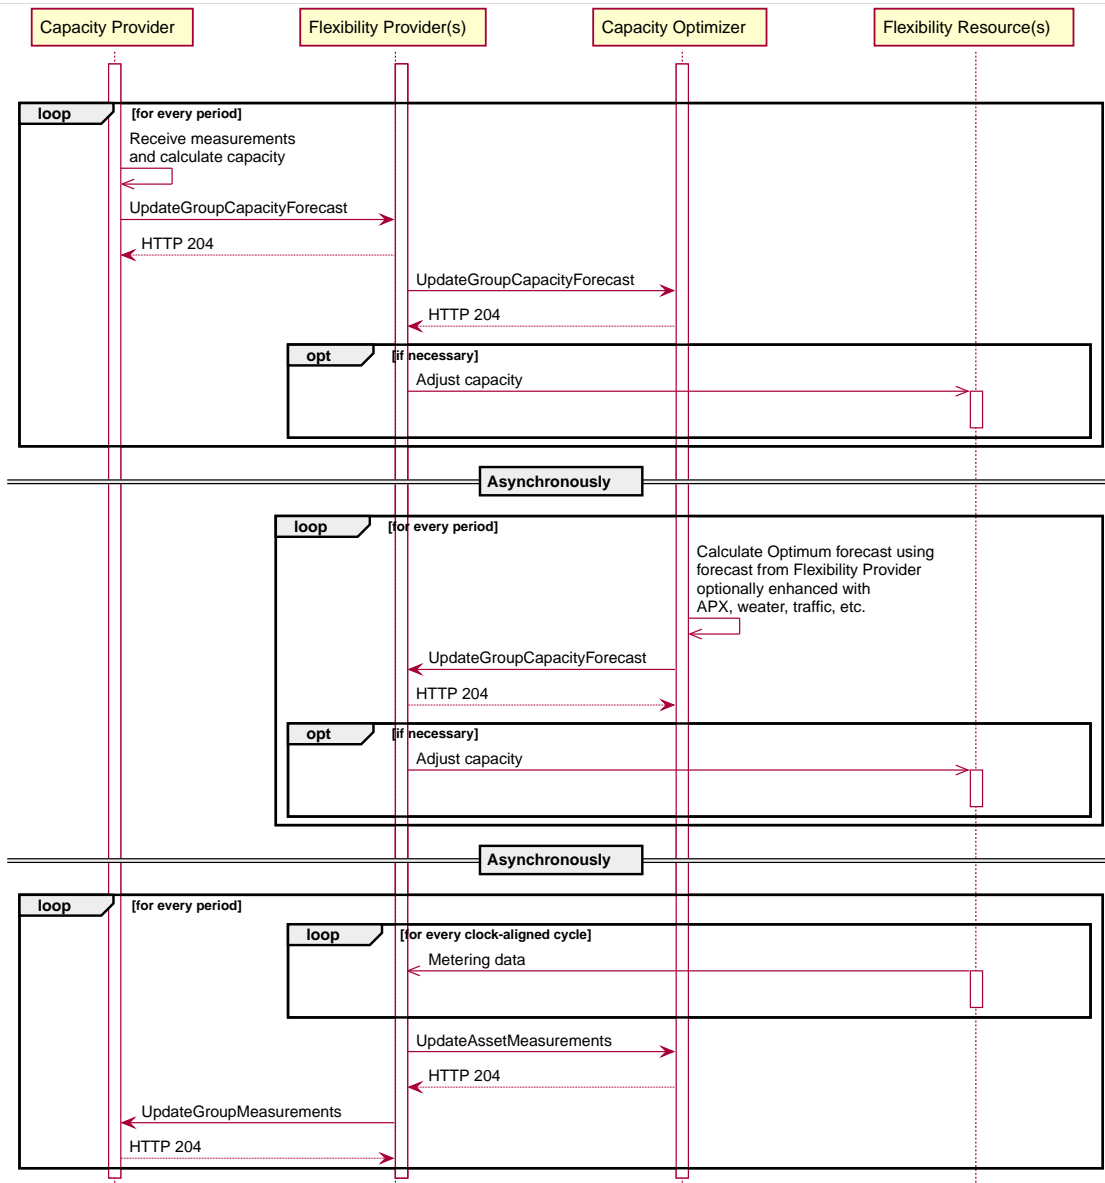 Capacity Provider
Flexibility Provider(s)
Capacity Optimizer
Flexibility Resource(s)
loop
[for every period]
Receive measurements
and calculate capacity
UpdateGroupCapacityForecast
HTTP 204
UpdateGroupCapacityForecast
HTTP 204
opt
[if necessary]
Adjust capacity
Asynchronously
loop
[for every period]
Calculate Optimum forecast using
forecast from Flexibility Provider
optionally enhanced with
APX, weater, traffic, etc.
UpdateGroupCapacityForecast
HTTP 204
opt
[if necessary]
Adjust capacity
Asynchronously
loop
[for every period]
loop
[for every clock-aligned cycle]
Metering data
UpdateAssetMeasurements
HTTP 204
UpdateGroupMeasurements
HTTP 204